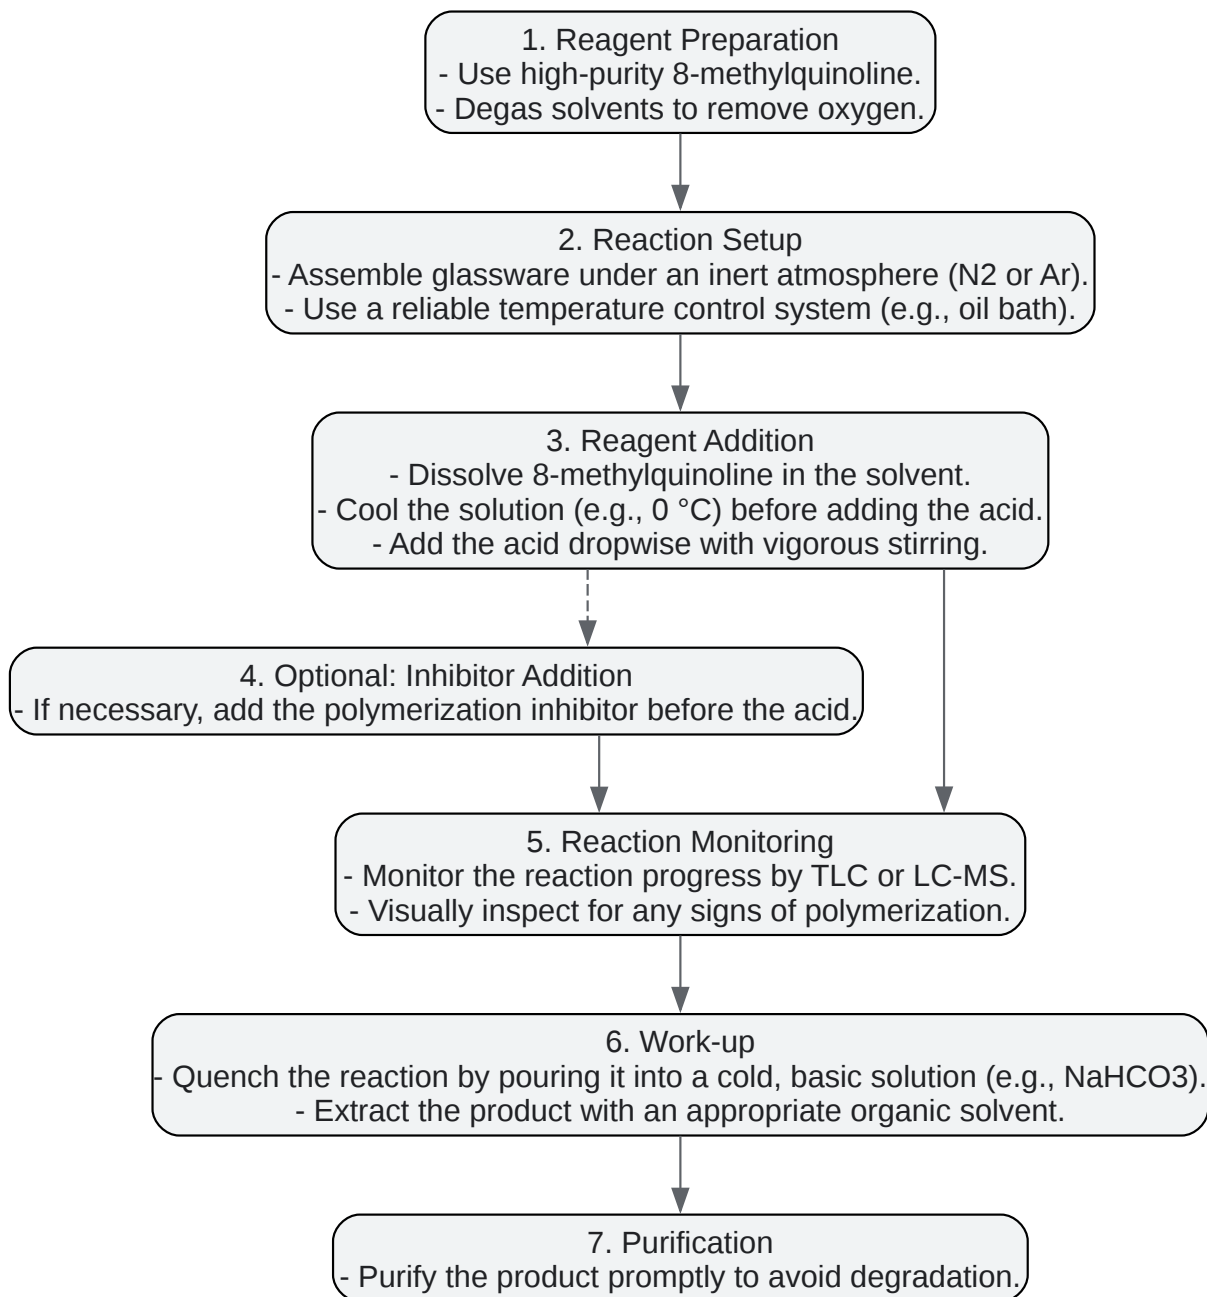 1. Reagent Preparation
- Use high-purity 8-methylquinoline.
- Degas solvents to remove oxygen.
2. Reaction Setup
- Assemble glassware under an inert atmosphere (N2 or Ar).
- Use a reliable temperature control system (e.g., oil bath).
3. Reagent Addition
- Dissolve 8-methylquinoline in the solvent.
- Cool the solution (e.g., 0 °C) before adding the acid.
- Add the acid dropwise with vigorous stirring.
4. Optional: Inhibitor Addition
- If necessary, add the polymerization inhibitor before the acid.
5. Reaction Monitoring
- Monitor the reaction progress by TLC or LC-MS.
- Visually inspect for any signs of polymerization.
6. Work-up
- Quench the reaction by pouring it into a cold, basic solution (e.g., NaHCO3).
- Extract the product with an appropriate organic solvent.
7. Purification
- Purify the product promptly to avoid degradation.